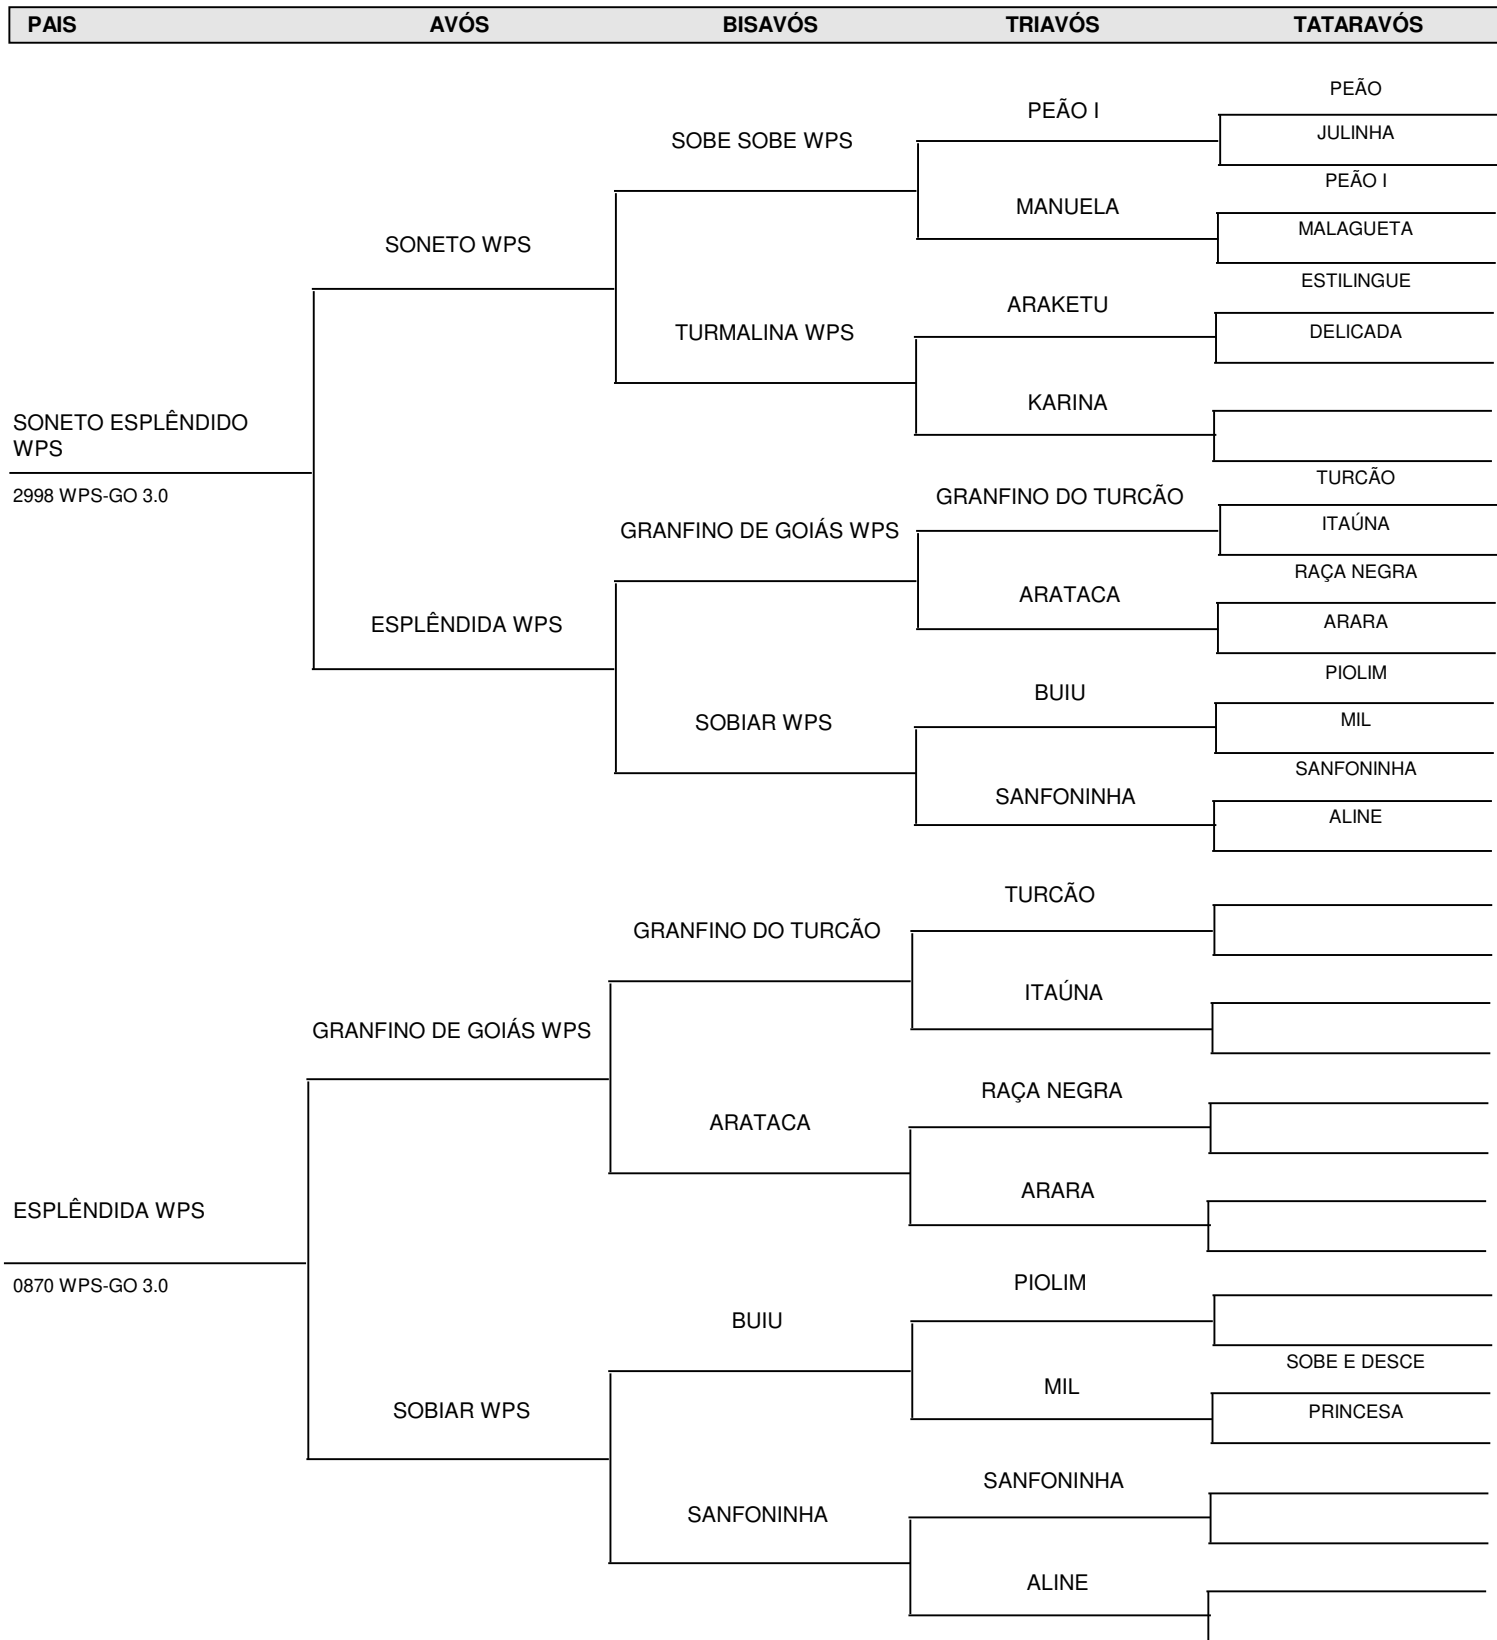 PAIS AVÓS BISAVÓS TRIAVÓS TATARAVÓS
PEÃO
PEÃO I
JULINHA
SOBE SOBE WPS
PEÃO I
MANUELA
MALAGUETA
SONETO WPS
ESTILINGUE
ARAKETU
TURMALINA WPS
DELICADA
KARINA
SONETO ESPLÊNDIDO
WPS
TURCÃO
2998 WPS-GO 3.0
GRANFINO DO TURCÃO
ITAÚNA
GRANFINO DE GOIÁS WPS
RAÇA NEGRA
ARATACA
ARARA
ESPLÊNDIDA WPS
PIOLIM
BUIU
MIL
SOBIAR WPS
SANFONINHA
SANFONINHA
ALINE
TURCÃO
GRANFINO DO TURCÃO
ITAÚNA
GRANFINO DE GOIÁS WPS
RAÇA NEGRA
ARATACA
ARARA
ESPLÊNDIDA WPS
0870 WPS-GO 3.0
PIOLIM
BUIU
SOBE E DESCE
MIL
PRINCESA
SOBIAR WPS
SANFONINHA
SANFONINHA
ALINE